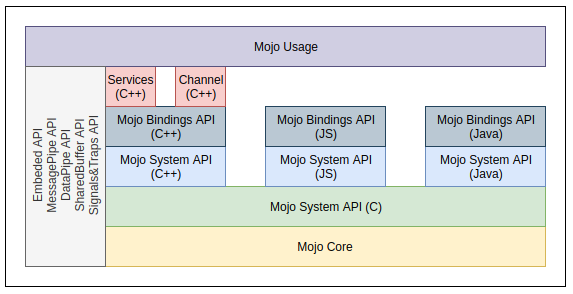 Mojo Usage
Embeded API
MessagePipe API
DataPipe API
SharedBuffer API
Signals&Traps API
Services
(C++)
Channel
(C++)
Mojo Bindings API
(C++)
Mojo Bindings API
(JS)
Mojo Bindings API
(Java)
Mojo System API
(C++)
Mojo System API
(JS)
Mojo System API
(Java)
Mojo System API (C)
Mojo Core